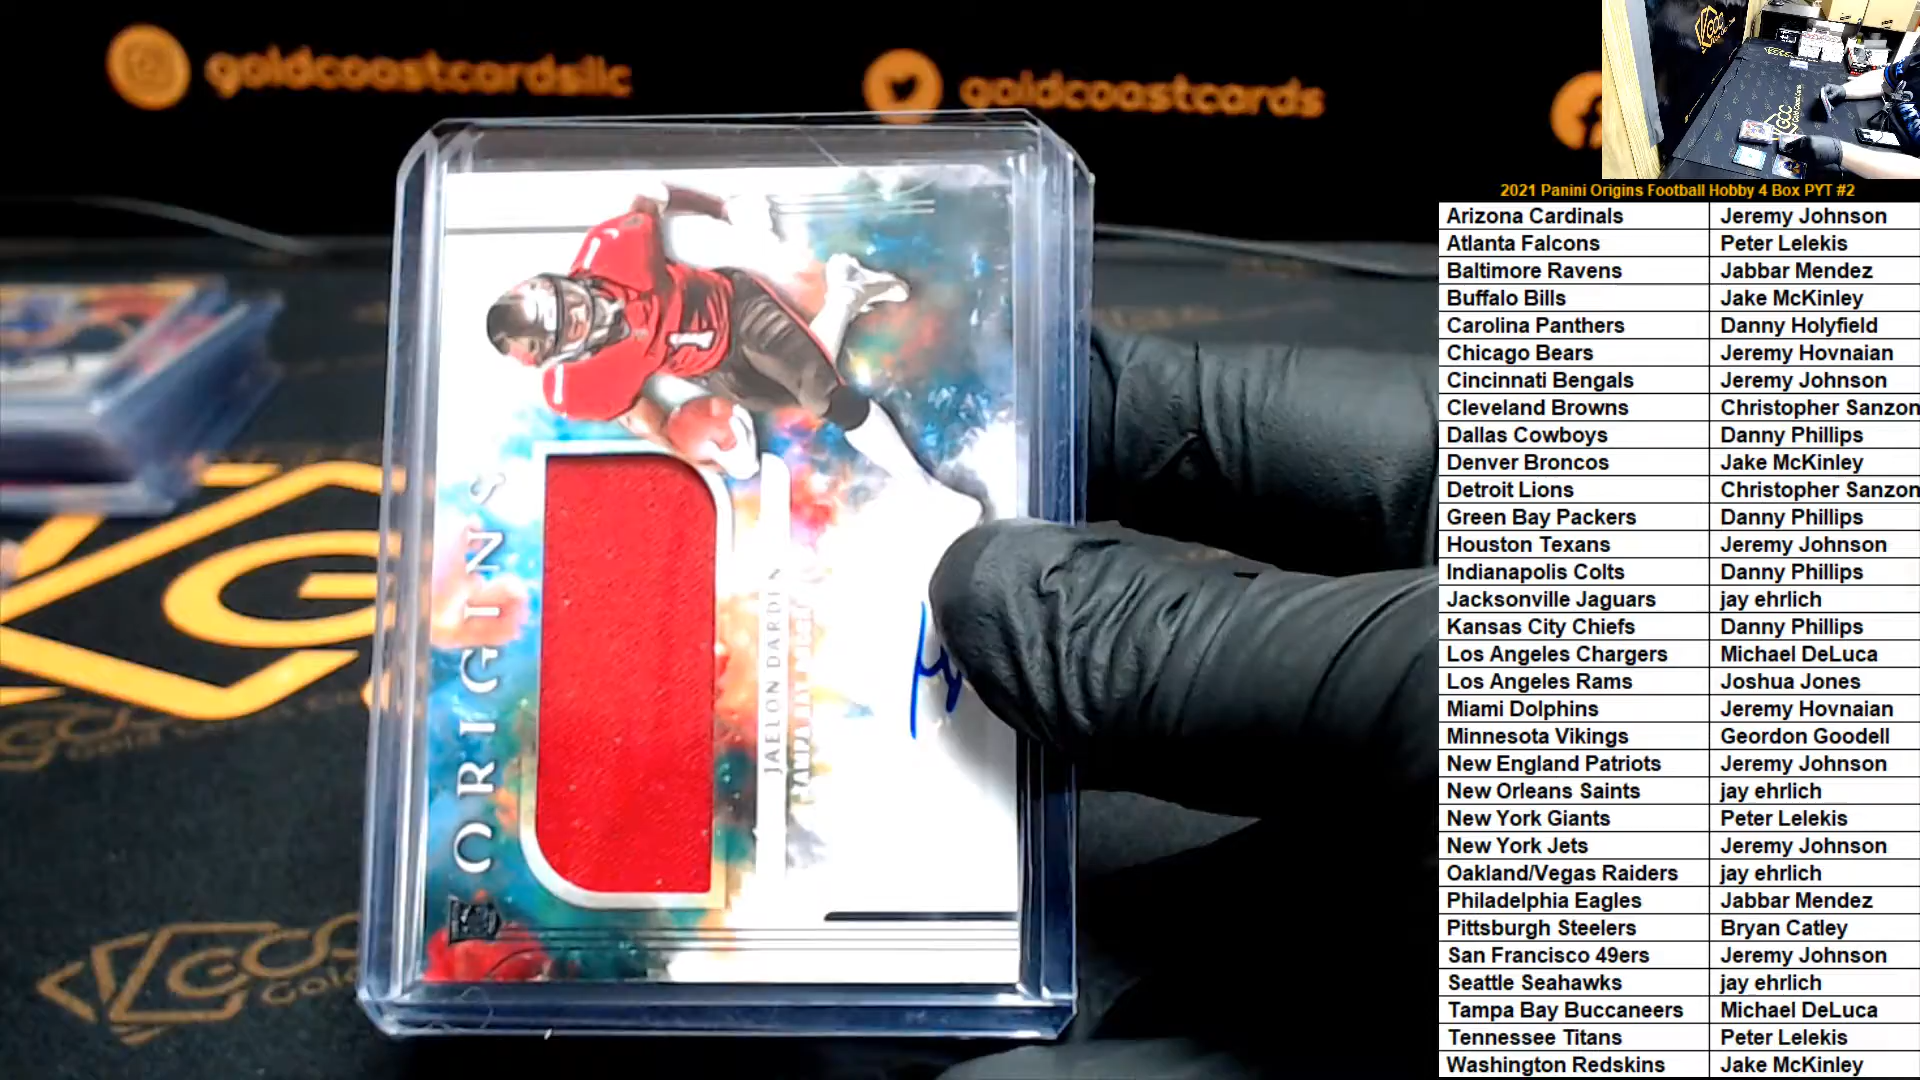 goldcoastcardsllc
goldcoastcards
2021 Panini Origins Football Hobby 4 Box PYT #2
Arizona Cardinals Jeremy Johnson
Atlanta Falcons Peter Lelekis
Baltimore Ravens Jabbar Mendez
Buffalo Bills Jake McKinley
Carolina Panthers Danny Holyfield
Chicago Bears Jeremy Hovnaian
Cincinnati Bengals Jeremy Johnson
Cleveland Browns Christopher Sanzon
Dallas Cowboys Danny Phillips
Denver Broncos Jake McKinley
Detroit Lions Christopher Sanzon
Green Bay Packers Danny Phillips
Houston Texans Jeremy Johnson
Indianapolis Colts Danny Phillips
Jacksonville Jaguars jay ehrlich
Kansas City Chiefs Danny Phillips
Los Angeles Chargers Michael DeLuca
Los Angeles Rams Joshua Jones
Miami Dolphins Jeremy Hovnaian
Minnesota Vikings Geordon Goodell
New England Patriots Jeremy Johnson
New Orleans Saints jay ehrlich
New York Giants Peter Lelekis
New York Jets Jeremy Johnson
Oakland/Vegas Raiders jay ehrlich
Philadelphia Eagles Jabbar Mendez
Pittsburgh Steelers Bryan Catley
San Francisco 49ers Jeremy Johnson
Seattle Seahawks jay ehrlich
Tampa Bay Buccaneers Michael DeLuca
Tennessee Titans Peter Lelekis
Washington Redskins Jake McKinley
ORIGINS
JAELON DARDEN
TAMPA BAY
1
GCC
Gold